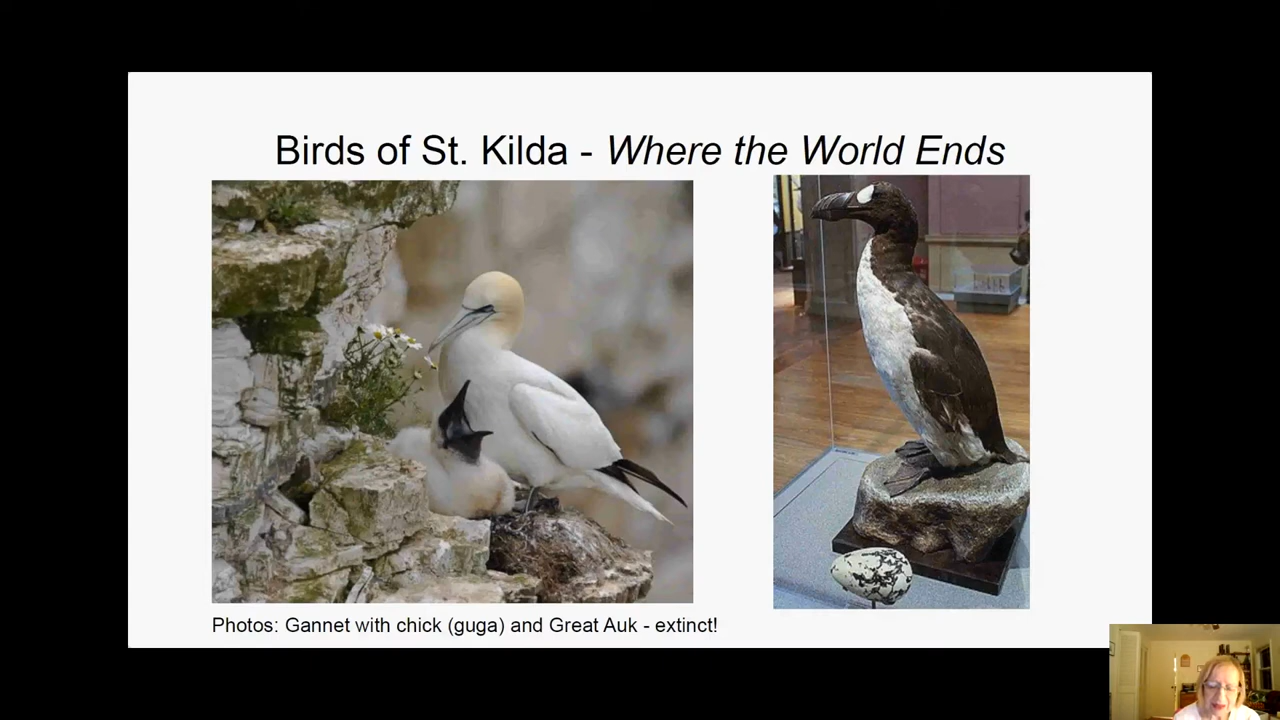 Birds of St. Kilda - Where the World Ends
Photos: Gannet with chick (guga) and Great Auk - extinct!